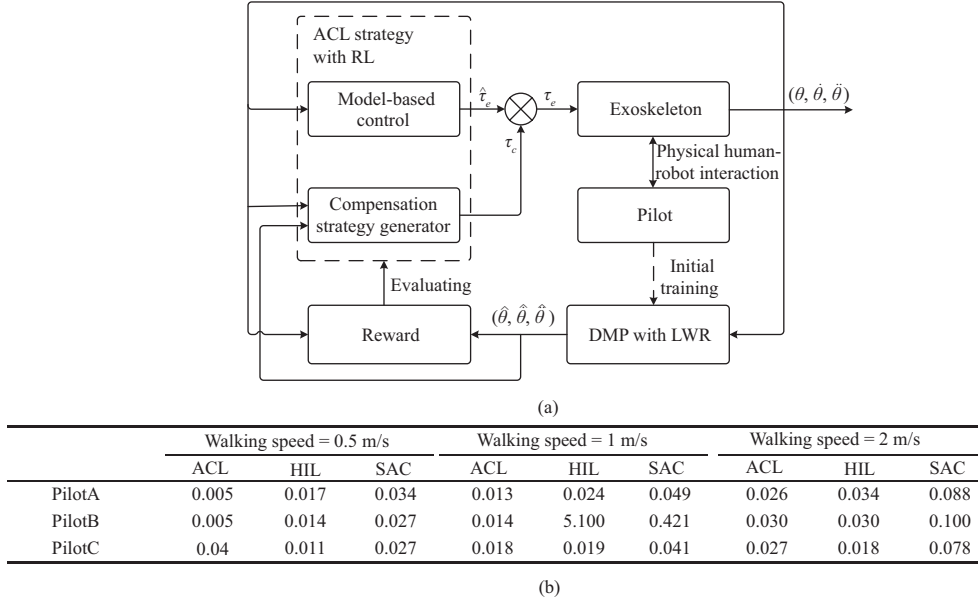 ACL strategy
with RL
Model-based
control
τ̂e
τe
Exoskeleton
(θ, θ̇, θ̈)
τc
Physical human-
robot interaction
Compensation
strategy generator
Pilot
Evaluating
Initial
training
Reward
(θ̂, θ̂̇, θ̂̈)
DMP with LWR
(a)
Walking speed = 0.5 m/s Walking speed = 1 m/s Walking speed = 2 m/s
ACL HIL SAC ACL HIL SAC ACL HIL SAC
PilotA 0.005 0.017 0.034 0.013 0.024 0.049 0.026 0.034 0.088
PilotB 0.005 0.014 0.027 0.014 5.100 0.421 0.030 0.030 0.100
PilotC 0.04 0.011 0.027 0.018 0.019 0.041 0.027 0.018 0.078
(b)